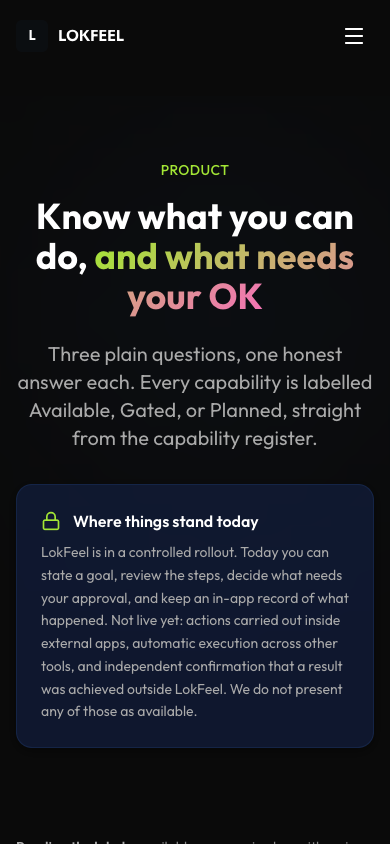 L LOKFEEL
PRODUCT
Know what you can
do, and what needs
your OK
Three plain questions, one honest
answer each. Every capability is labelled
Available, Gated, or Planned, straight
from the capability register.
Where things stand today
LokFeel is in a controlled rollout. Today you can
state a goal, review the steps, decide what needs
your approval, and keep an in-app record of what
happened. Not live yet: actions carried out inside
external apps, automatic execution across other
tools, and independent confirmation that a result
was achieved outside LokFeel. We do not present
any of those as available.